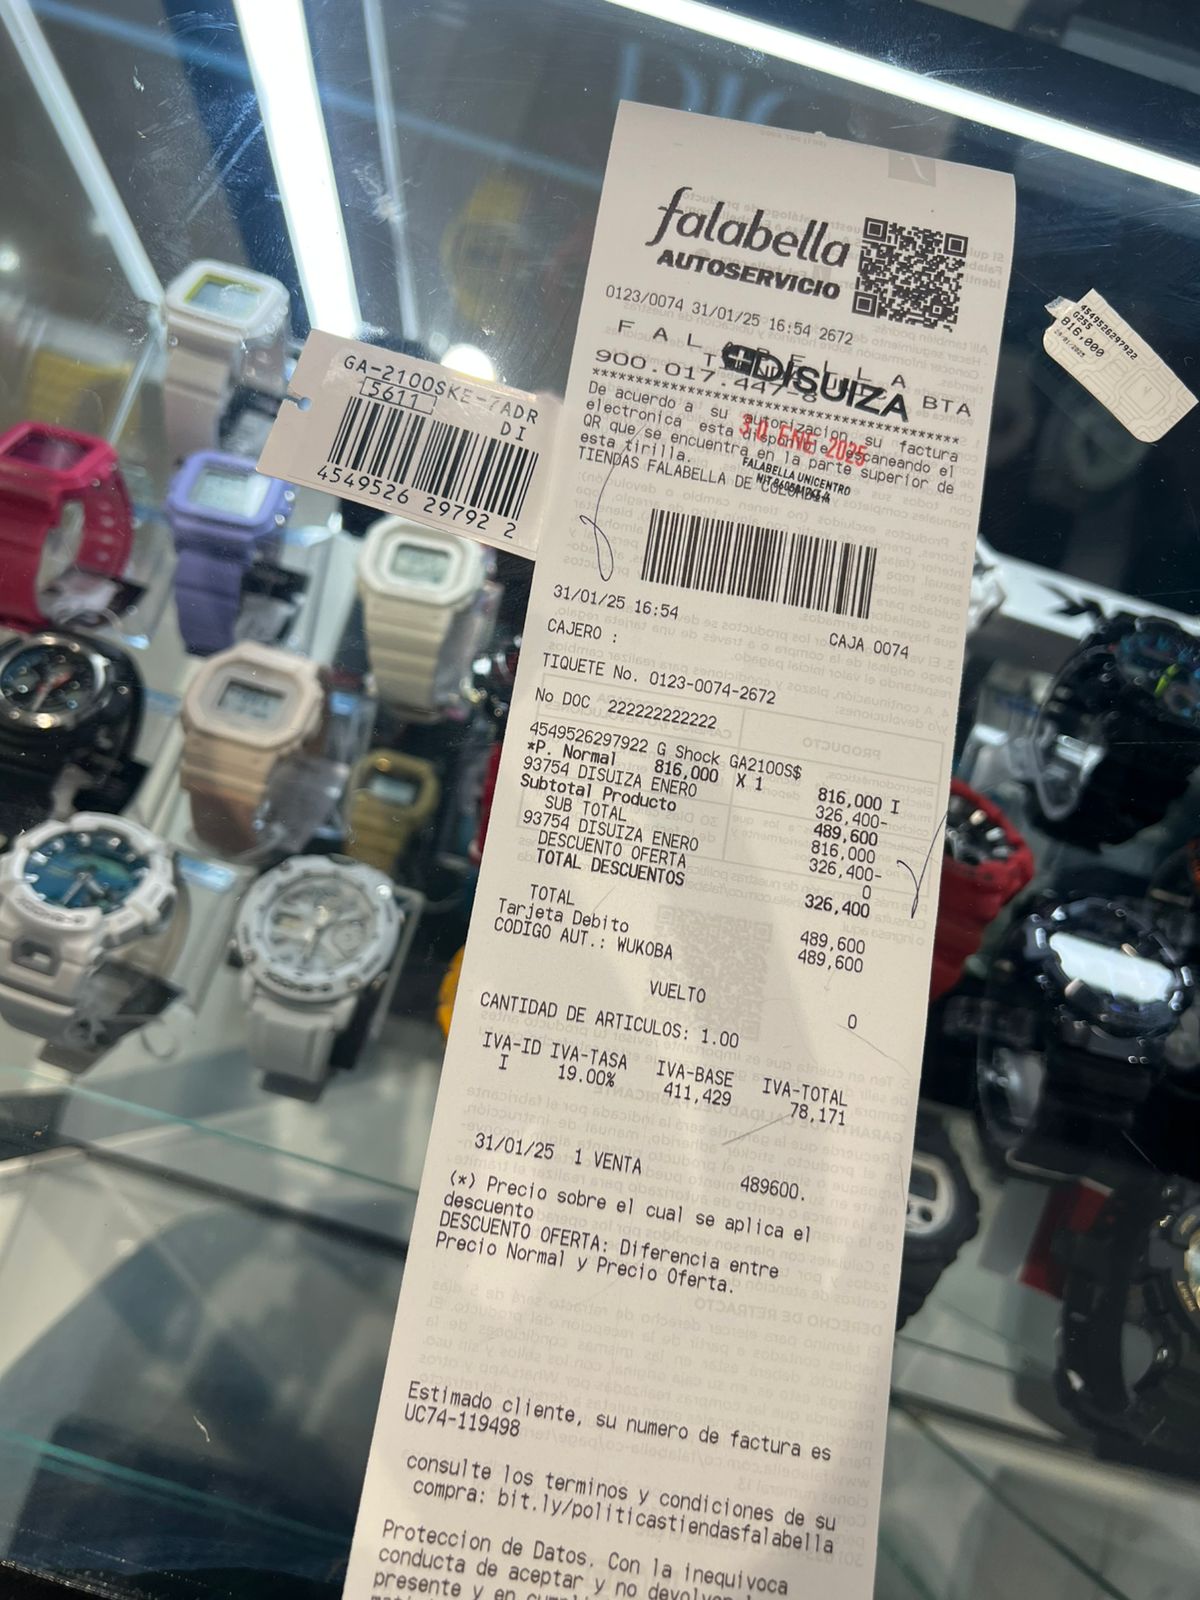 falabella
AUTOSERVICIO
0123/0074 31/01/25 16:54 2672
900.017.447-8
BTA
DISUIZA
30 ENE 2025
FALABELLA UNICENTRO
De acuerdo a su autorizacion, su factura
electronica esta disponible escaneando el
QR que se encuentra en la parte superior de
esta tirilla.
TIENDAS FALABELLA DE COLOMBIA
31/01/25 16:54
CAJERO :
CAJA 0074
TIQUETE No. 0123-0074-2672
No DOC 222222222222
4549526297922 G Shock GA2100S$
*P. Normal 816,000 X 1 816,000 I
93754 DISUIZA ENERO 326,400-
Subtotal Producto 489,600
SUB TOTAL 816,000
93754 DISUIZA ENERO 326,400-
DESCUENTO OFERTA 0
TOTAL DESCUENTOS 326,400
TOTAL 489,600
Tarjeta Debito 489,600
CODIGO AUT.: WUKOBA
VUELTO 0
CANTIDAD DE ARTICULOS: 1.00
IVA-ID IVA-TASA IVA-BASE IVA-TOTAL
I 19.00% 411,429 78,171
31/01/25 1 VENTA 489600.
(*) Precio sobre el cual se aplica el
descuento
DESCUENTO OFERTA: Diferencia entre
Precio Normal y Precio Oferta.
Estimado cliente, su numero de factura es
UC74-119498
consulte los terminos y condiciones de su
compra: bit.ly/politicastiendasfalabella
Proteccion de Datos. Con la inequivoca
conducta de aceptar y no devolver
presente y en
GA-2100SKE-7ADR
5611 DI
4549526 29792 2
4549526297922
G255
816,000